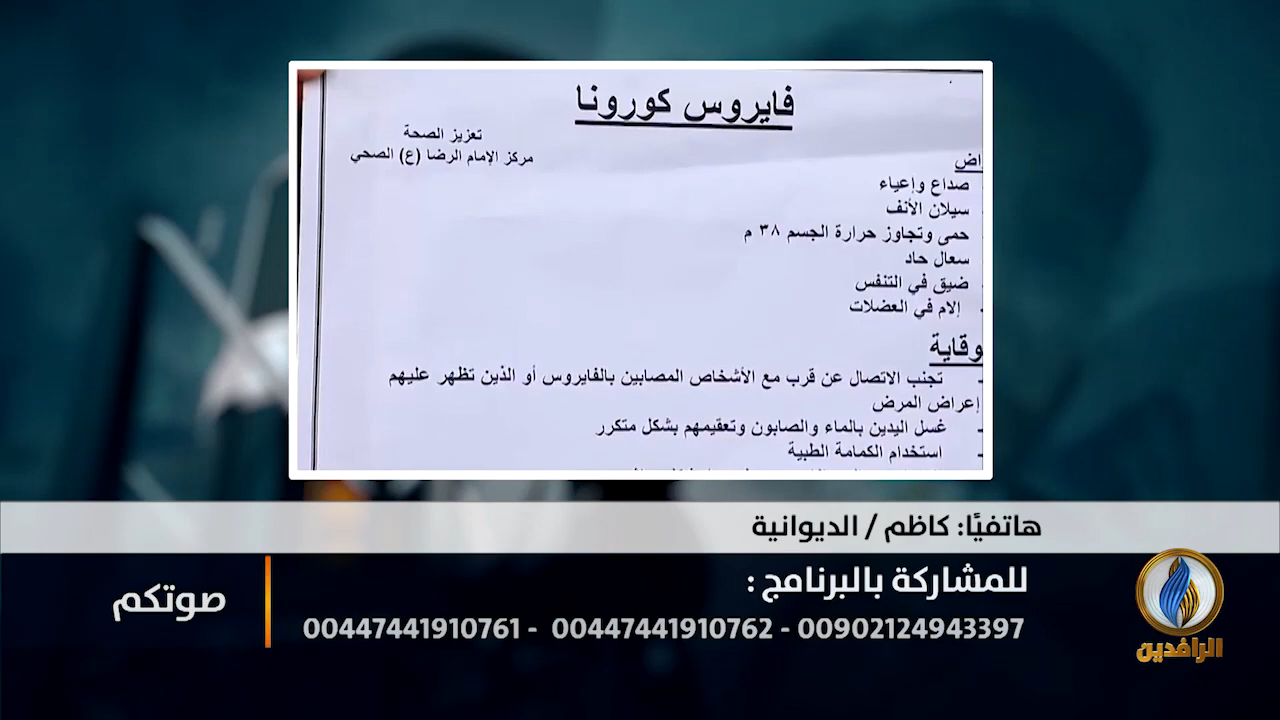 فايروس كورونا
تعزيز الصحة
مركز الإمام الرضا (ع) الصحي
صداع وإعياء
سيلان الأنف
حمى وتجاوز حرارة الجسم ٣٨ م
سعال حاد
ضيق في التنفس
إلام في العضلات
وقاية
- تجنب الاتصال عن قرب مع الأشخاص المصابين بالفايروس أو الذين تظهر عليهم
إعراض المرض
- غسل اليدين بالماء والصابون وتعقيمهم بشكل متكرر
- استخدام الكمامة الطبية
هاتفيًا: كاظم / الديوانية
للمشاركة بالبرنامج :
00447441910761 - 00447441910762 - 00902124943397
صوتكم
الرافدين